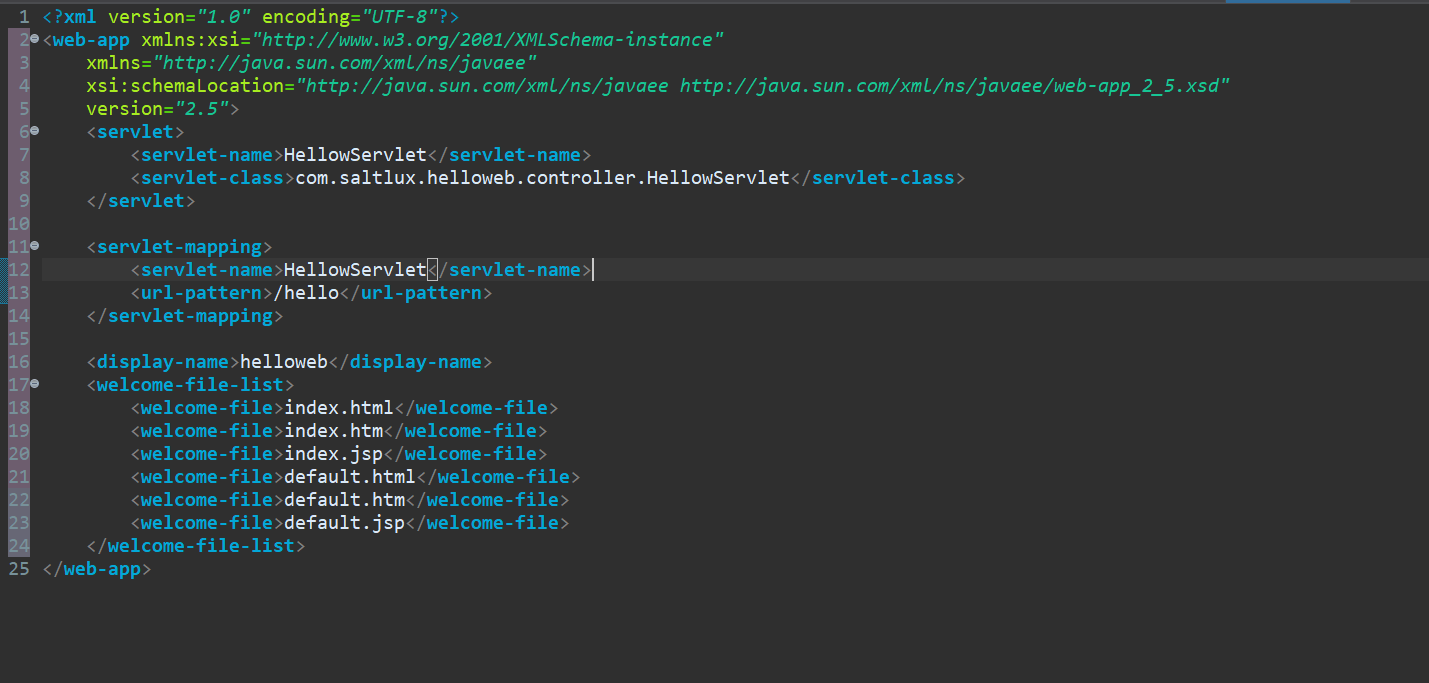 1 <?xml version="1.0" encoding="UTF-8"?>
2 <web-app xmlns:xsi="http://www.w3.org/2001/XMLSchema-instance"
3     xmlns="http://java.sun.com/xml/ns/javaee"
4     xsi:schemaLocation="http://java.sun.com/xml/ns/javaee http://java.sun.com/xml/ns/javaee/web-app_2_5.xsd"
5     version="2.5">
6     <servlet>
7         <servlet-name>HellowServlet</servlet-name>
8         <servlet-class>com.saltlux.helloweb.controller.HellowServlet</servlet-class>
9     </servlet>
10
11     <servlet-mapping>
12         <servlet-name>HellowServlet</servlet-name>
13         <url-pattern>/hello</url-pattern>
14     </servlet-mapping>
15
16     <display-name>helloweb</display-name>
17     <welcome-file-list>
18         <welcome-file>index.html</welcome-file>
19         <welcome-file>index.htm</welcome-file>
20         <welcome-file>index.jsp</welcome-file>
21         <welcome-file>default.html</welcome-file>
22         <welcome-file>default.htm</welcome-file>
23         <welcome-file>default.jsp</welcome-file>
24     </welcome-file-list>
25 </web-app>